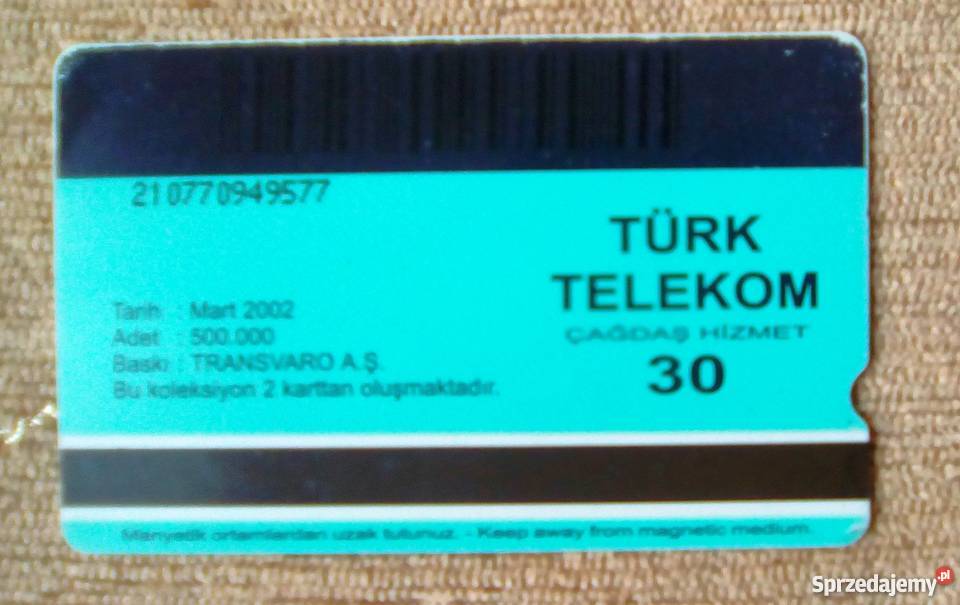 210770949577
TÜRK
TELEKOM
ÇAĞDAŞ HİZMET
30
Tarih : Mart 2002
Adet : 500.000
Baskı : TRANSVARO A.Ş.
Bu koleksiyon 2 karttan oluşmaktadır.
Manyetik ortamlardan uzak tutunuz. - Keep away from magnetic medium.
Sprzedajemy.pl